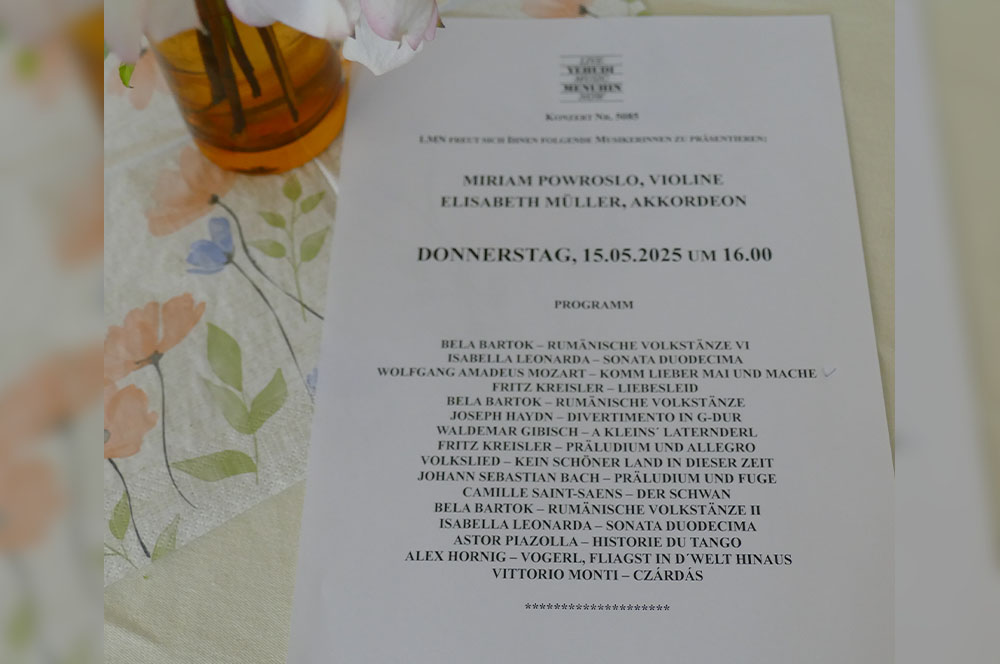 LIVE
YEHUDI
MUSIC
MENUHIN
NOW
KONZERT NR. 5085
LMN FREUT SICH IHNEN FOLGENDE MUSIKERINNEN ZU PRÄSENTIEREN:
MIRIAM POWROSLO, VIOLINE
ELISABETH MÜLLER, AKKORDEON
DONNERSTAG, 15.05.2025 UM 16.00
PROGRAMM
BELA BARTOK – RUMÄNISCHE VOLKSTÄNZE VI
ISABELLA LEONARDA – SONATA DUODECIMA
WOLFGANG AMADEUS MOZART – KOMM LIEBER MAI UND MACHE
FRITZ KREISLER – LIEBESLEID
BELA BARTOK – RUMÄNISCHE VOLKSTÄNZE
JOSEPH HAYDN – DIVERTIMENTO IN G-DUR
WALDEMAR GIBISCH – A KLEINS´ LATERNDERL
FRITZ KREISLER – PRÄLUDIUM UND ALLEGRO
VOLKSLIED – KEIN SCHÖNER LAND IN DIESER ZEIT
JOHANN SEBASTIAN BACH – PRÄLUDIUM UND FUGE
CAMILLE SAINT-SAENS – DER SCHWAN
BELA BARTOK – RUMÄNISCHE VOLKSTÄNZE II
ISABELLA LEONARDA – SONATA DUODECIMA
ASTOR PIAZOLLA – HISTORIE DU TANGO
ALEX HORNIG – VOGERL, FLIAGST IN D´WELT HINAUS
VITTORIO MONTI – CZÁRDÁS
********************